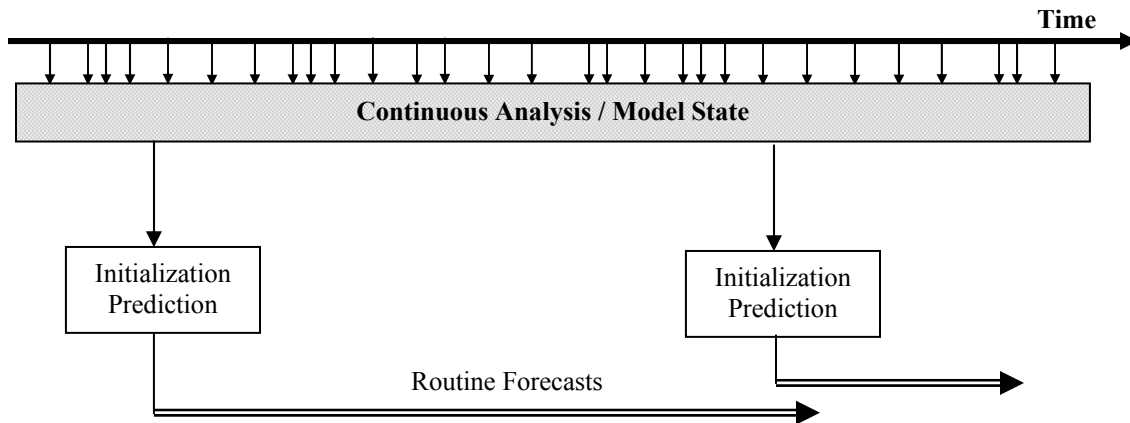 Time
Continuous Analysis / Model State
Initialization
Prediction
Initialization
Prediction
Routine Forecasts